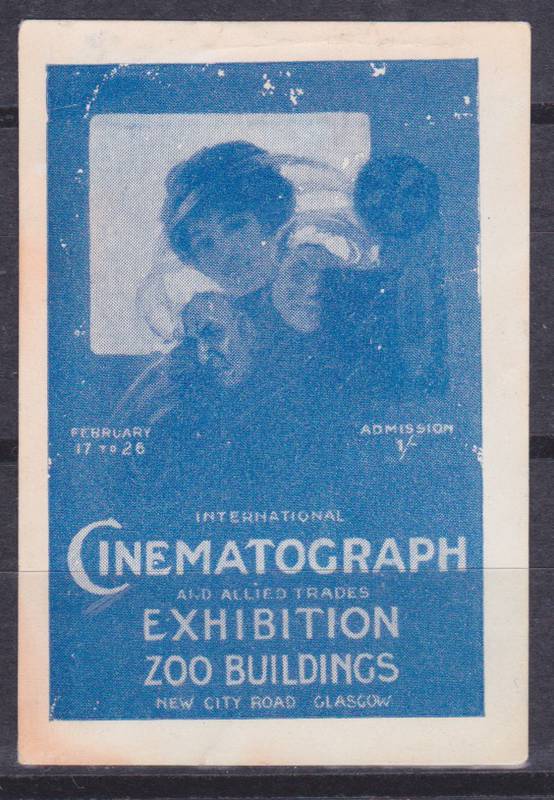 FEBRUARY
17 TO 26
ADMISSION
1/-
INTERNATIONAL
CINEMATOGRAPH
AND ALLIED TRADES
EXHIBITION
ZOO BUILDINGS
NEW CITY ROAD GLASGOW